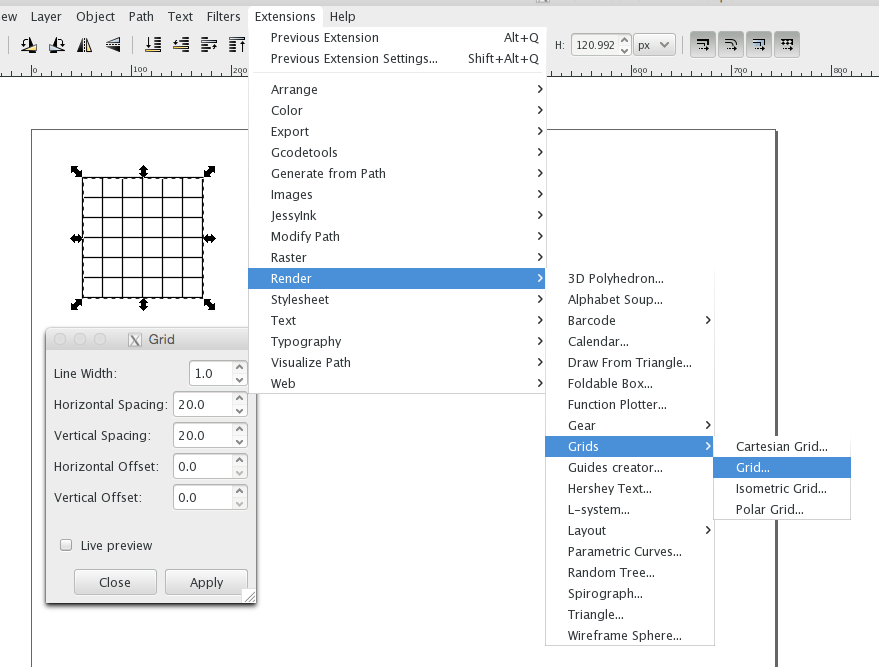 ew Layer Object Path Text Filters Extensions Help
H: 120.992 px
0 100 200 600 700 800
Previous Extension Alt+Q
Previous Extension Settings... Shift+Alt+Q
Arrange
Color
Export
Gcodetools
Generate from Path
Images
JessyInk
Modify Path
Raster
Render
Stylesheet
Text
Typography
Visualize Path
Web
3D Polyhedron...
Alphabet Soup...
Barcode
Calendar...
Draw From Triangle...
Foldable Box...
Function Plotter...
Gear
Grids
Guides creator...
Hershey Text...
L-system...
Layout
Parametric Curves...
Random Tree...
Spirograph...
Triangle...
Wireframe Sphere...
Cartesian Grid...
Grid...
Isometric Grid...
Polar Grid...
X Grid
Line Width: 1.0
Horizontal Spacing: 20.0
Vertical Spacing: 20.0
Horizontal Offset: 0.0
Vertical Offset: 0.0
Live preview
Close Apply